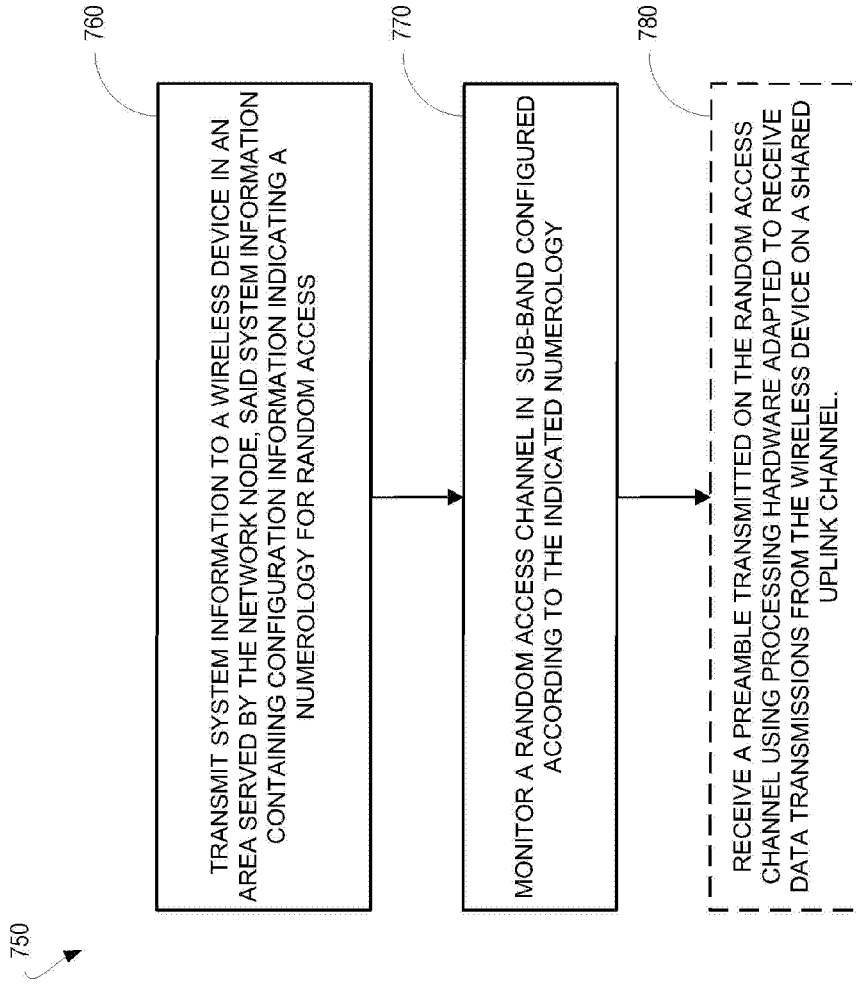 750
760
TRANSMIT SYSTEM INFORMATION TO A WIRELESS DEVICE IN AN
AREA SERVED BY THE NETWORK NODE, SAID SYSTEM INFORMATION
CONTAINING CONFIGURATION INFORMATION INDICATING A
NUMEROLOGY FOR RANDOM ACCESS
770
MONITOR A RANDOM ACCESS CHANNEL IN SUB-BAND CONFIGURED
ACCORDING TO THE INDICATED NUMEROLOGY
780
RECEIVE A PREAMBLE TRANSMITTED ON THE RANDOM ACCESS
CHANNEL USING PROCESSING HARDWARE ADAPTED TO RECEIVE
DATA TRANSMISSIONS FROM THE WIRELESS DEVICE ON A SHARED
UPLINK CHANNEL.